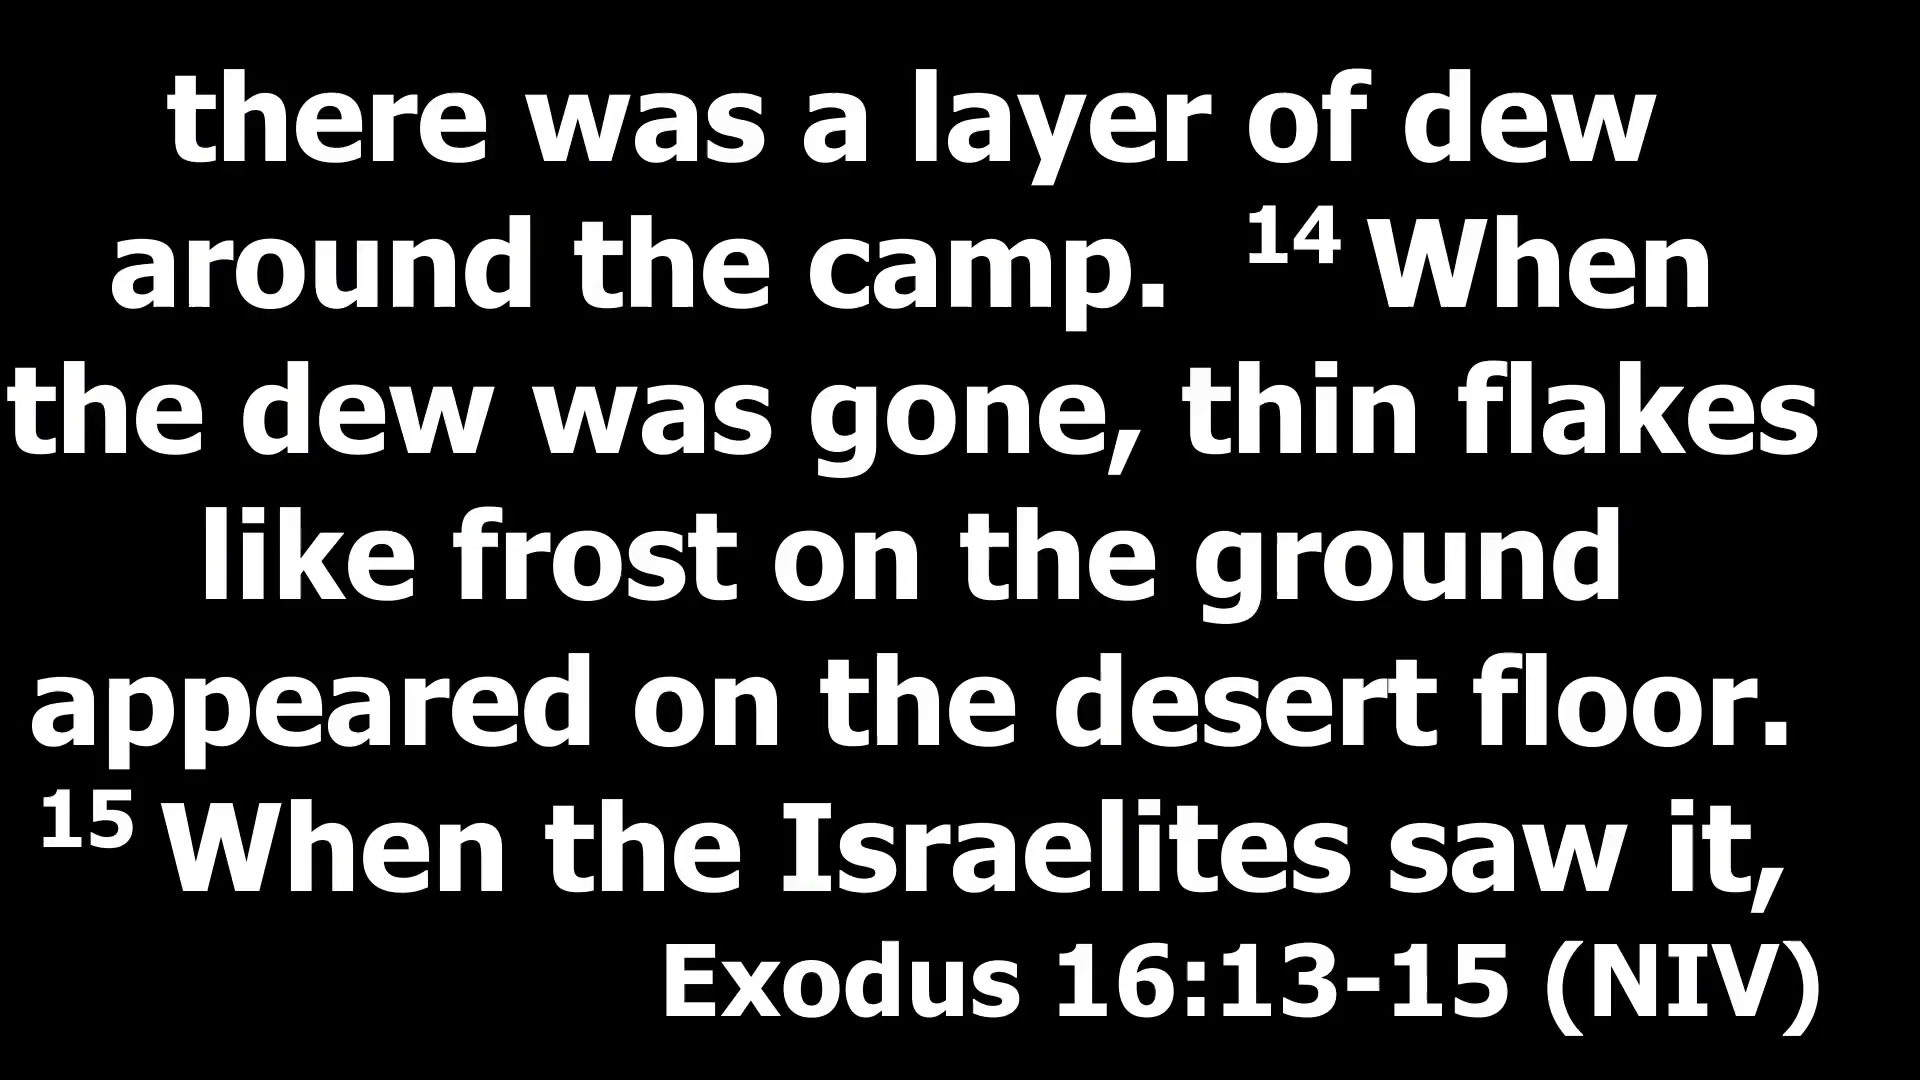 there was a layer of dew
around the camp. 14 When
the dew was gone, thin flakes
like frost on the ground
appeared on the desert floor.
15 When the Israelites saw it,
Exodus 16:13-15 (NIV)